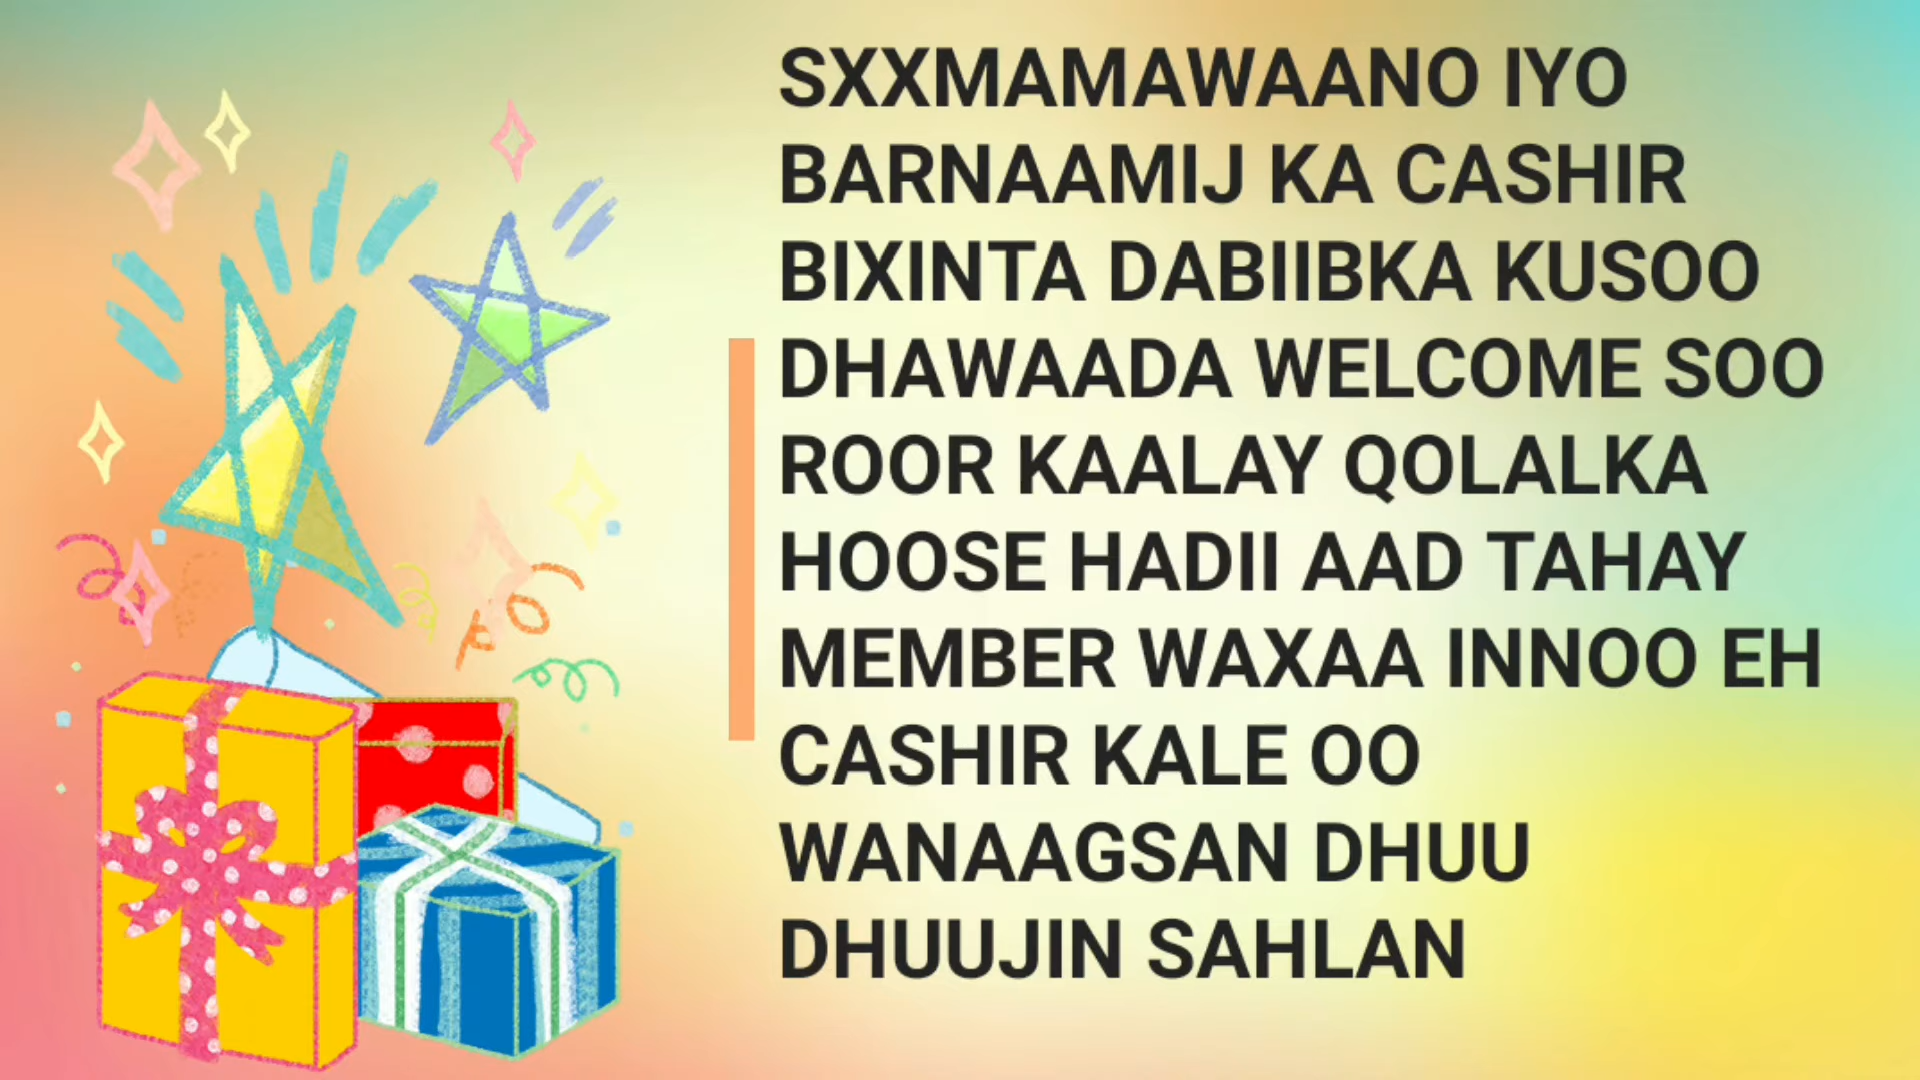 SXXMAMAWAANO IYO
BARNAAMIJ KA CASHIR
BIXINTA DABIIBKA KUSOO
DHAWAADA WELCOME SOO
ROOR KAALAY QOLALKA
HOOSE HADII AAD TAHAY
MEMBER WAXAA INNOO EH
CASHIR KALE OO
WANAAGSAN DHUU
DHUUJIN SAHLAN